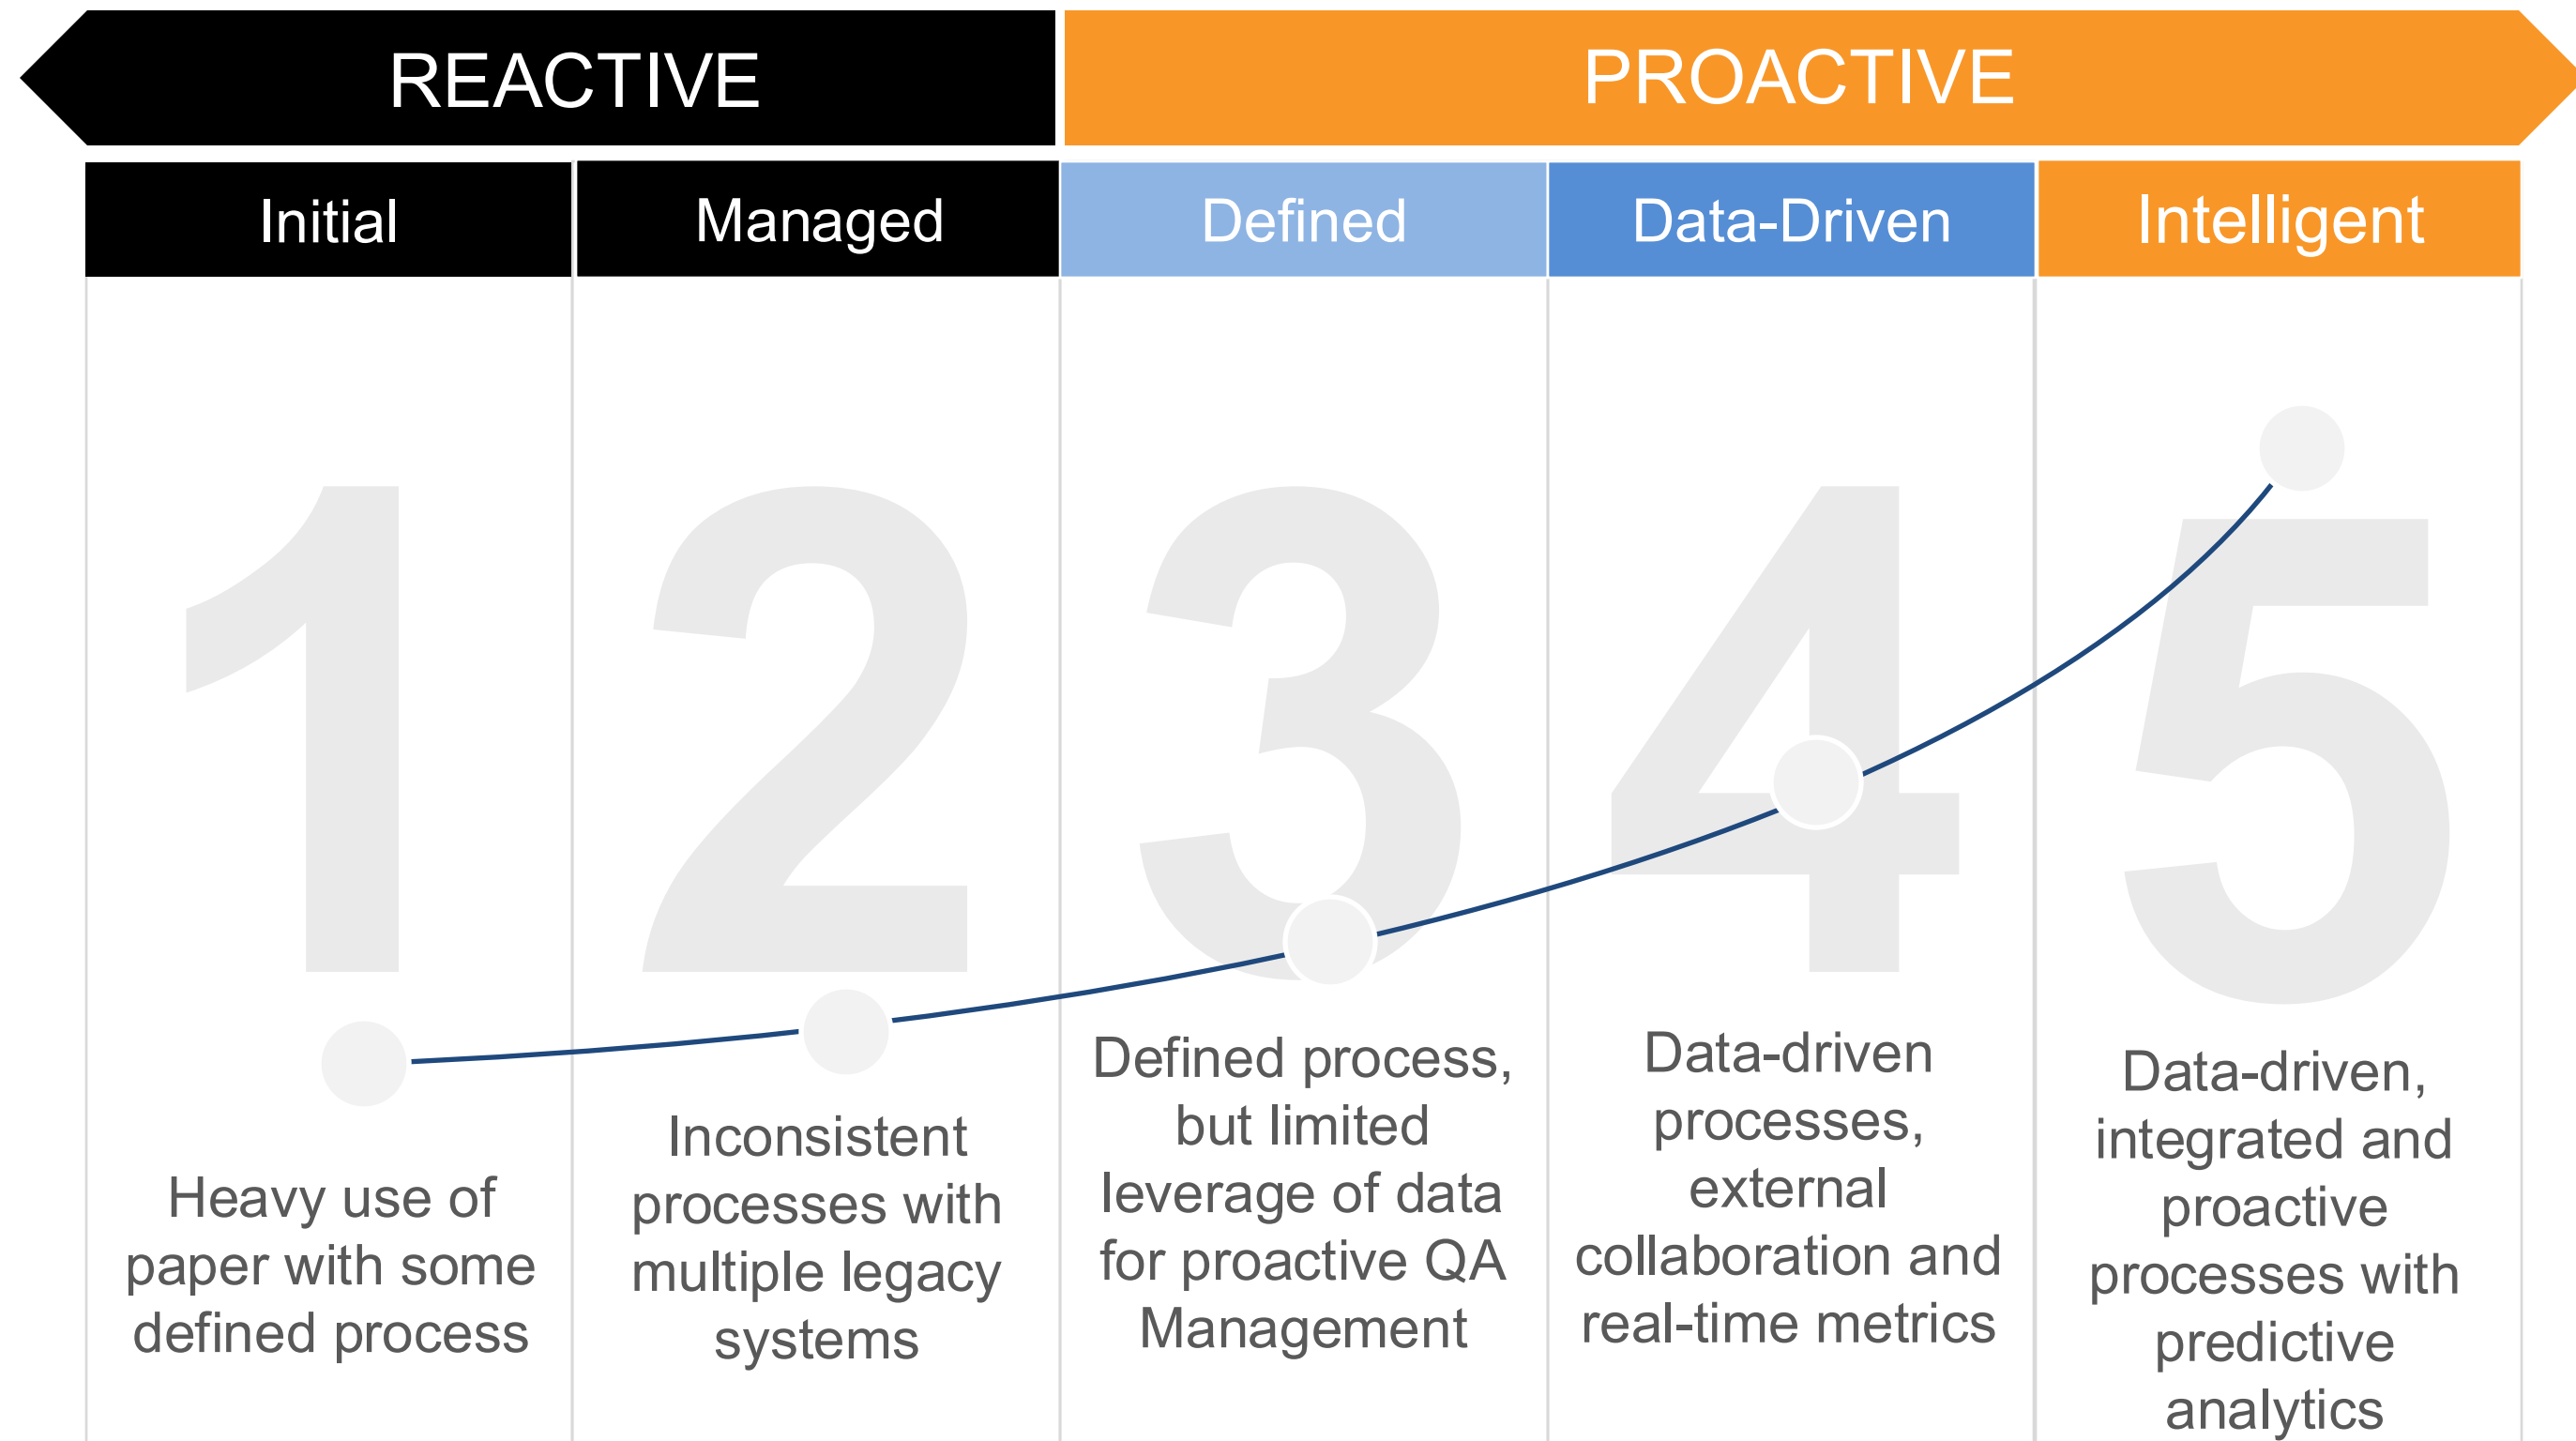 REACTIVE
PROACTIVE
Initial
Managed
Defined
Data-Driven
Intelligent
1
2
3
4
5
Heavy use of
paper with some
defined process
Inconsistent
processes with
multiple legacy
systems
Defined process,
but limited
leverage of data
for proactive QA
Management
Data-driven
processes,
external
collaboration and
real-time metrics
Data-driven,
integrated and
proactive
processes with
predictive
analytics